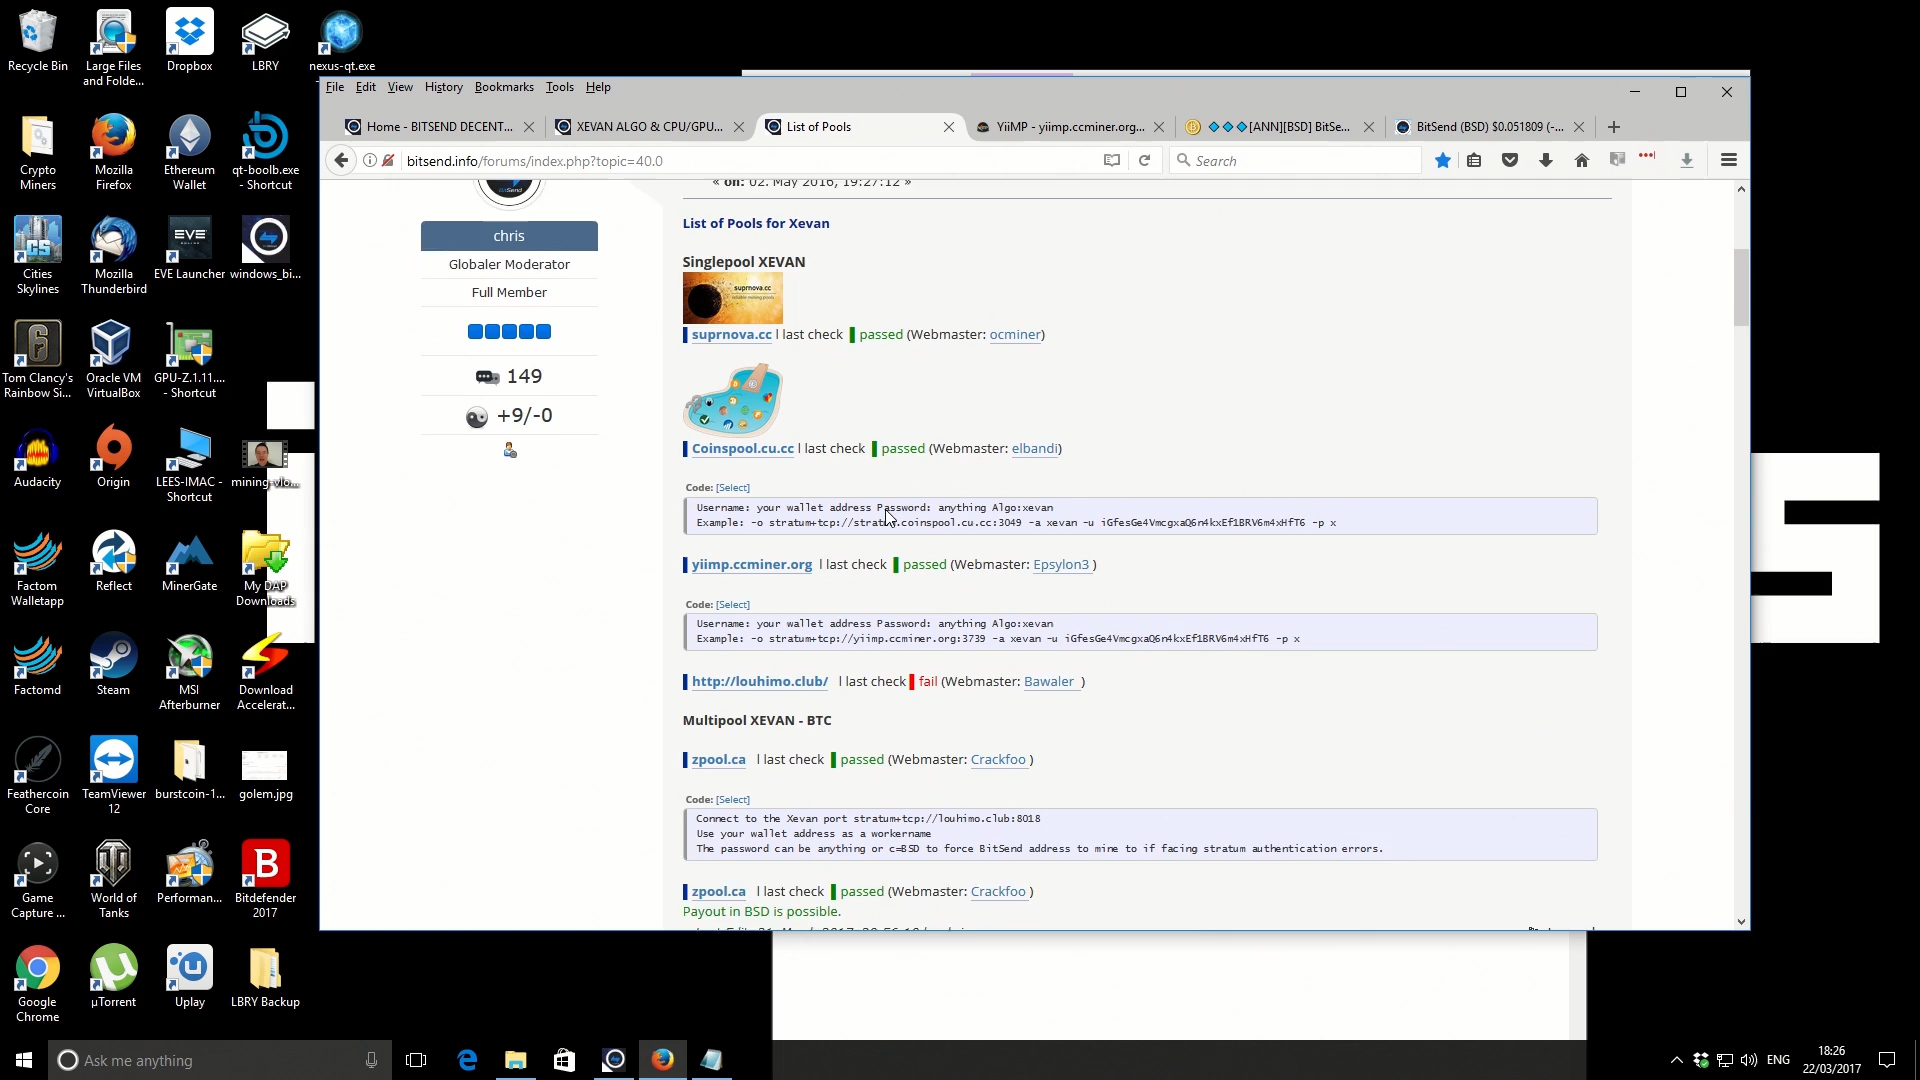 Recycle Bin
Large Files
and Folde...
Dropbox
LBRY
nexus-qt.exe
Crypto
Miners
Mozilla
Firefox
Ethereum
Wallet
qt-boolb.exe
- Shortcut
Cities
Skylines
Mozilla
Thunderbird
EVE
EVE Launcher
windows_bi...
Tom Clancy's
Rainbow Si...
Oracle VM
VirtualBox
GPU-Z.1.11....
- Shortcut
Audacity
Origin
LEES-IMAC -
Shortcut
mining-vlo...
Factom
Walletapp
Reflect
MinerGate
My DAP
Downloads
Factomd
Steam
MSI
Afterburner
Download
Accelerat...
Feathercoin
Core
TeamViewer
12
burstcoin-1...
golem.jpg
Game
Capture ...
World of
Tanks
Performan...
Bitdefender
2017
Google
Chrome
µTorrent
Uplay
LBRY Backup
File Edit View History Bookmarks Tools Help
Home - BITSEND DECENT...
XEVAN ALGO & CPU/GPU...
List of Pools
YiiMP - yiimp.ccminer.org...
◆◆◆[ANN][BSD] BitSe...
BitSend (BSD) $0.051809 (-...
bitsend.info/forums/index.php?topic=40.0
Search
« on: 02. May 2016, 19:27:12 »
chris
Globaler Moderator
Full Member
149
+9/-0
List of Pools for Xevan
Singlepool XEVAN
suprnova.cc
reliable mining pools
suprnova.cc l last check passed (Webmaster: ocminer)
Coinspool.cu.cc l last check passed (Webmaster: elbandi)
Code: [Select]
Username: your wallet address Password: anything Algo:xevan
Example: -o stratum+tcp://stratum.coinspool.cu.cc:3049 -a xevan -u iGfesGe4VmcgxaQ6n4kxEf1BRV6m4xHfT6 -p x
yiimp.ccminer.org l last check passed (Webmaster: Epsylon3 )
Code: [Select]
Username: your wallet address Password: anything Algo:xevan
Example: -o stratum+tcp://yiimp.ccminer.org:3739 -a xevan -u iGfesGe4VmcgxaQ6n4kxEf1BRV6m4xHfT6 -p x
http://louhimo.club/ l last check fail (Webmaster: Bawaler )
Multipool XEVAN - BTC
zpool.ca l last check passed (Webmaster: Crackfoo )
Code: [Select]
Connect to the Xevan port stratum+tcp://louhimo.club:8018
Use your wallet address as a workername
The password can be anything or c=BSD to force BitSend address to mine to if facing stratum authentication errors.
zpool.ca l last check passed (Webmaster: Crackfoo )
Payout in BSD is possible.
Ask me anything
ENG
18:26
22/03/2017